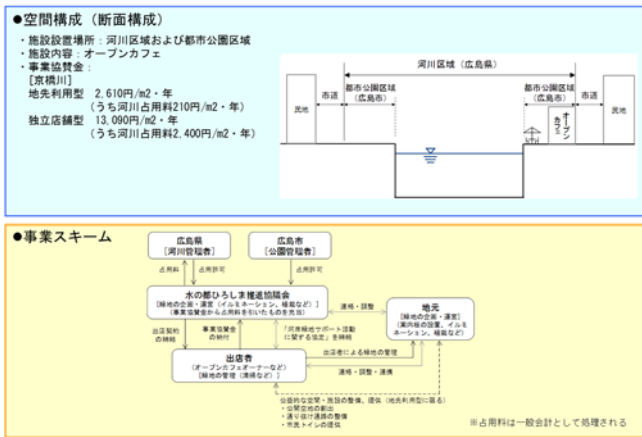 ●空間構成（断面構成）
・施設設置場所：河川区域および都市公園区域
・施設内容：オープンカフェ
・事業協賛金：
［京橋川］
地先利用型　2,610円/m2・年
（うち河川占用料210円/m2・年）
独立店舗型　13,090円/m2・年
（うち河川占用料2,400円/m2・年）
河川区域（広島県）
民地
市道
都市公園区域
（広島市）
都市公園区域
（広島市）
オープンカフェ
市道
民地
●事業スキーム
広島県
［河川管理者］
広島市
［公園管理者］
占用料
占用許可
占用許可
水の都ひろしま推進協議会
［緑地の企画・運営（イルミネーション、植栽など）］
（事業協賛金から占用料を引いたものを充当）
連絡・調整
地元
［緑地の企画・運営］
（案内板の設置、イルミ
ネーション、植栽など）
出店契約
の締結
事業協賛金
の納付
「河岸緑地サポート活動
に関する協定」を締結
出店者による緑地の管理
出店者
（オープンカフェオーナーなど）
［緑地の管理（清掃など）］
連絡・調整・連携
公益的な空間・施設の整備、提供（地先利用型に限る）
・公開空地の創出
・通り抜け通路の整備
・市民トイレの提供
※占用料は一般会計として処理される